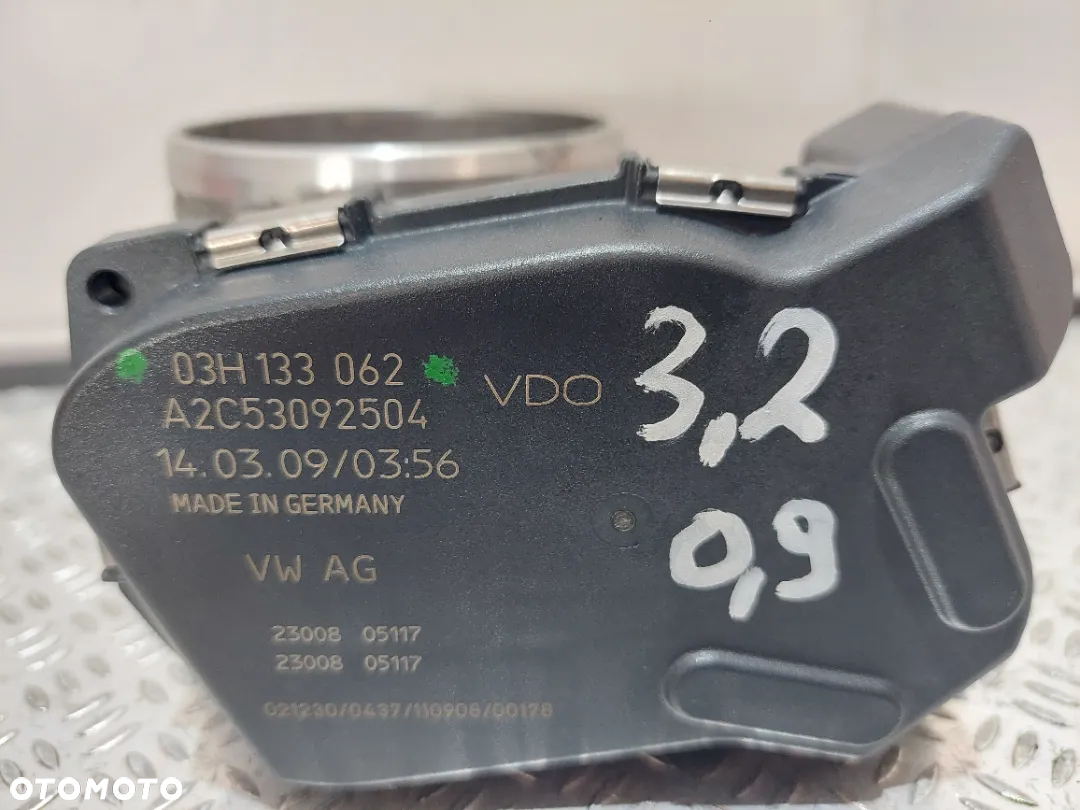 03H 133 062
VDO
A2C53092504
14.03.09/03:56
MADE IN GERMANY
VW AG
23008 05117
23008 05117
021230/0437/110908/00178
3,2
0,9
OTOMOTO